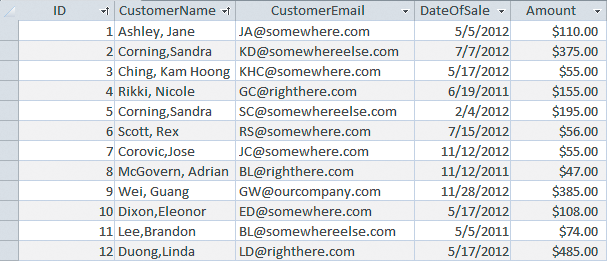 ID CustomerName CustomerEmail DateOfSale Amount
1 Ashley, Jane JA@somewhere.com 5/5/2012 $110.00
2 Corning,Sandra KD@somewhereelse.com 7/7/2012 $375.00
3 Ching, Kam Hoong KHC@somewhere.com 5/17/2012 $55.00
4 Rikki, Nicole GC@righthere.com 6/19/2011 $155.00
5 Corning,Sandra SC@somewhereelse.com 2/4/2012 $195.00
6 Scott, Rex RS@somewhere.com 7/15/2012 $56.00
7 Corovic,Jose JC@somewhere.com 11/12/2012 $55.00
8 McGovern, Adrian BL@righthere.com 11/12/2011 $47.00
9 Wei, Guang GW@ourcompany.com 11/28/2012 $385.00
10 Dixon,Eleonor ED@somewhere.com 5/17/2012 $108.00
11 Lee,Brandon BL@somewhereelse.com 5/5/2011 $74.00
12 Duong,Linda LD@righthere.com 5/17/2012 $485.00